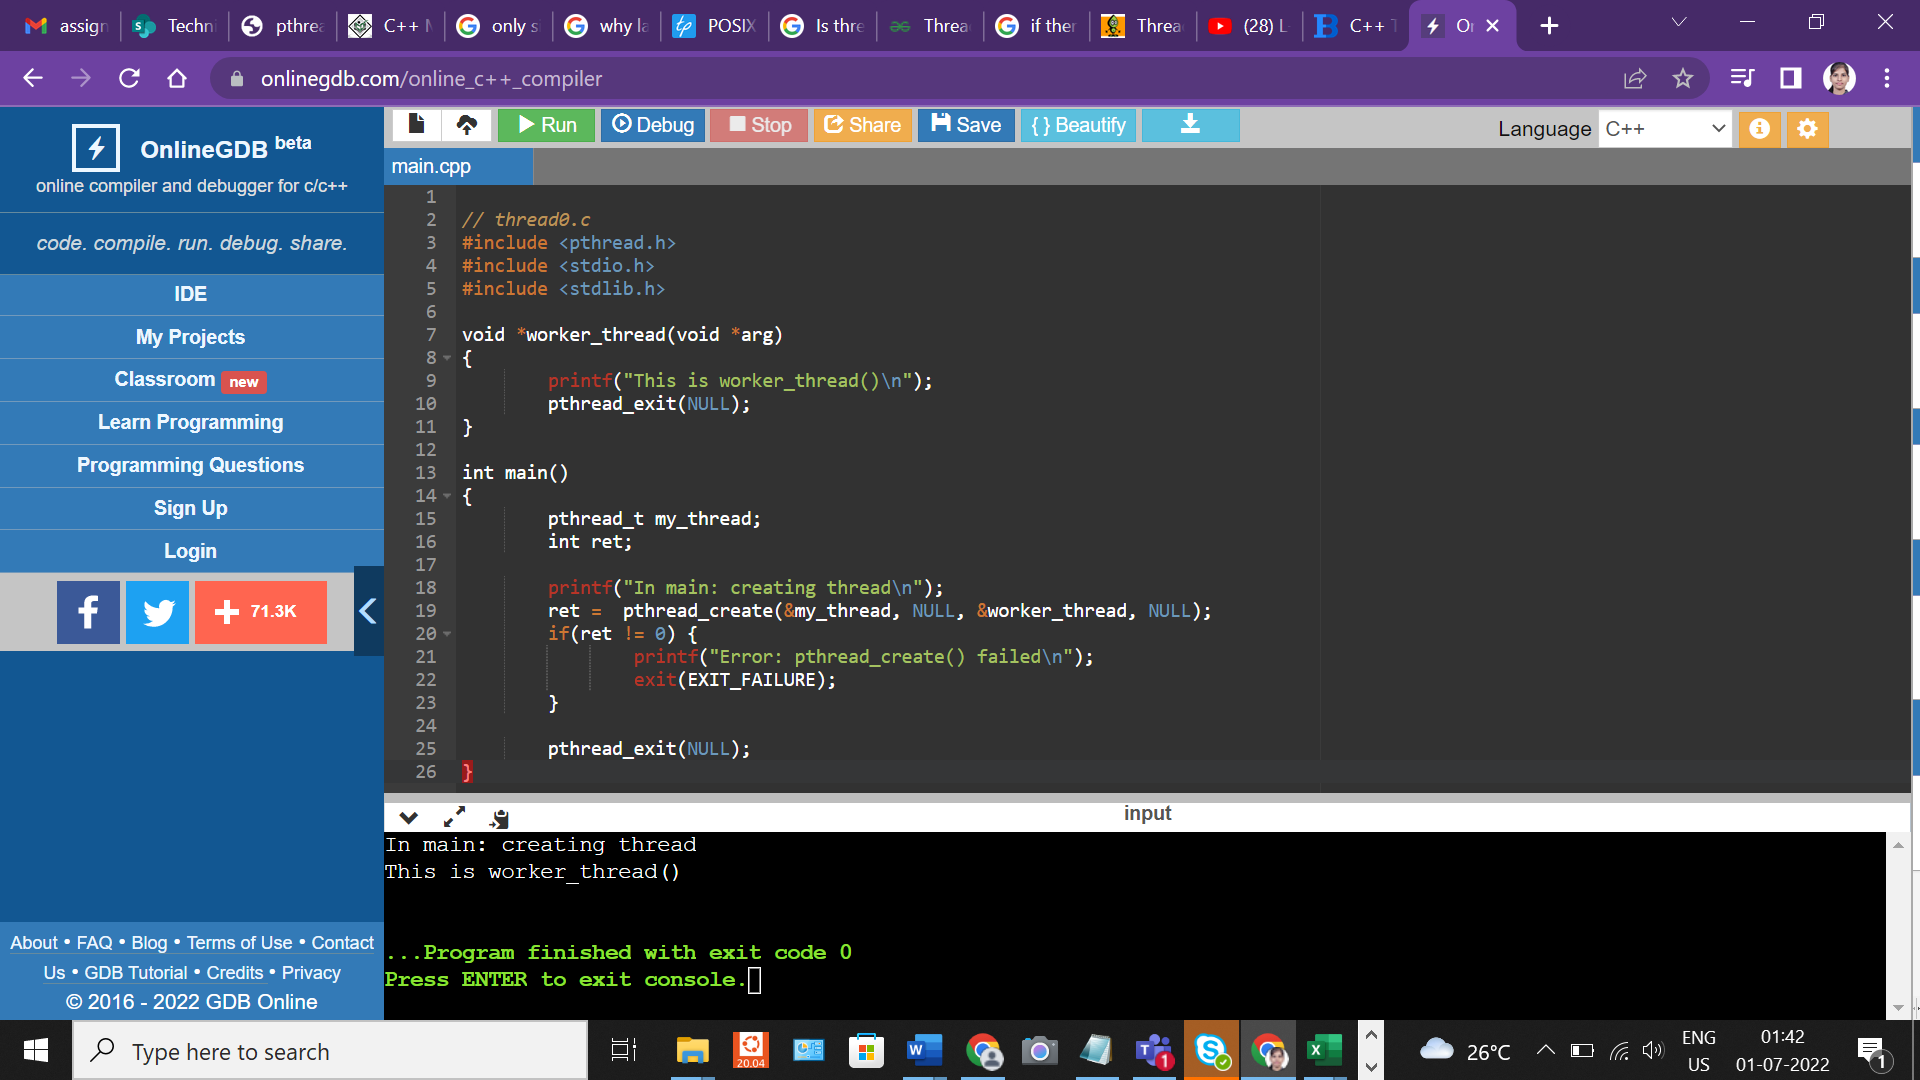 assign
Techni
pthrea
C++ M
only s
why la
POSIX
Is thre
Threa
if ther
Threa
(28) L
C++ T
On
onlinegdb.com/online_c++_compiler
OnlineGDB beta
online compiler and debugger for c/c++
code. compile. run. debug. share.
IDE
My Projects
Classroom new
Learn Programming
Programming Questions
Sign Up
Login
71.3K
About • FAQ • Blog • Terms of Use • Contact
Us • GDB Tutorial • Credits • Privacy
© 2016 - 2022 GDB Online
Run Debug Stop Share Save { } Beautify
Language C++
main.cpp
1
2 // thread0.c
3 #include <pthread.h>
4 #include <stdio.h>
5 #include <stdlib.h>
6
7 void *worker_thread(void *arg)
8 {
9 printf("This is worker_thread()\n");
10 pthread_exit(NULL);
11 }
12
13 int main()
14 {
15 pthread_t my_thread;
16 int ret;
17
18 printf("In main: creating thread\n");
19 ret =  pthread_create(&my_thread, NULL, &worker_thread, NULL);
20 if(ret != 0) {
21 printf("Error: pthread_create() failed\n");
22 exit(EXIT_FAILURE);
23 }
24
25 pthread_exit(NULL);
26 }
input
In main: creating thread
This is worker_thread()
...Program finished with exit code 0
Press ENTER to exit console.
Type here to search
20.04
1
26°C
ENG
US
01:42
01-07-2022
1